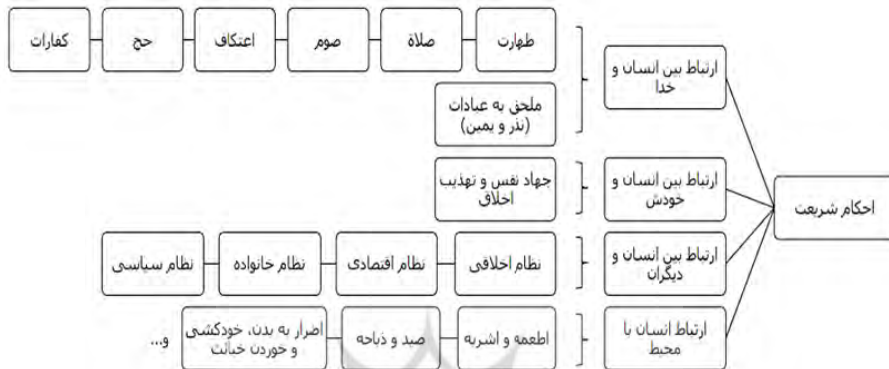 احکام شریعت
ارتباط بین انسان و
خدا
طهارت
صلاة
صوم
اعتکاف
حج
کفارات
ملحق به عبادات
(نذر و یمین)
ارتباط بین انسان و
خودش
جهاد نفس و تهذیب
اخلاق
ارتباط بین انسان و
دیگران
نظام اخلاقی
نظام اقتصادی
نظام خانواده
نظام سیاسی
ارتباط انسان با
محیط
اطعمه و اشربه
صید و ذباحه
اضرار به بدن، خودکشی
و خوردن خبائث
و...